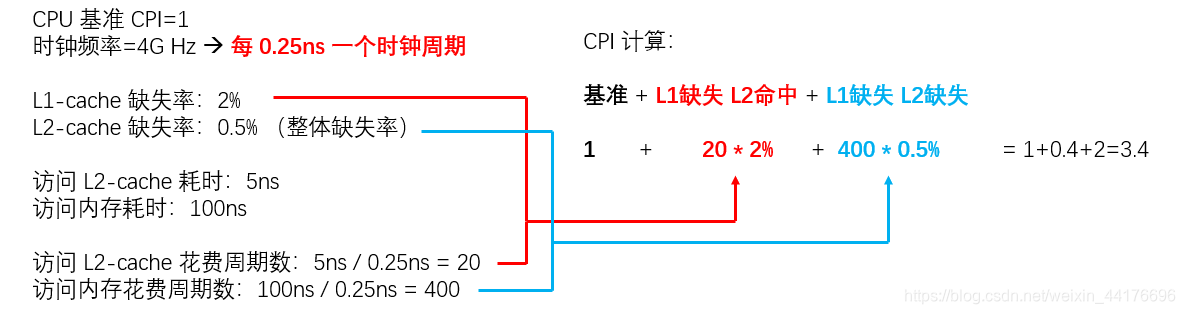 CPU 基准 CPI=1
时钟频率=4G Hz → 每 0.25ns 一个时钟周期
L1-cache 缺失率：2%
L2-cache 缺失率：0.5% （整体缺失率）
访问 L2-cache 耗时：5ns
访问内存耗时：100ns
访问 L2-cache 花费周期数：5ns / 0.25ns = 20
访问内存花费周期数：100ns / 0.25ns = 400
CPI 计算：
基准 + L1缺失 L2命中 + L1缺失 L2缺失
1 + 20 * 2% + 400 * 0.5% = 1+0.4+2=3.4
https://blog.csdn.net/weixin_44176696